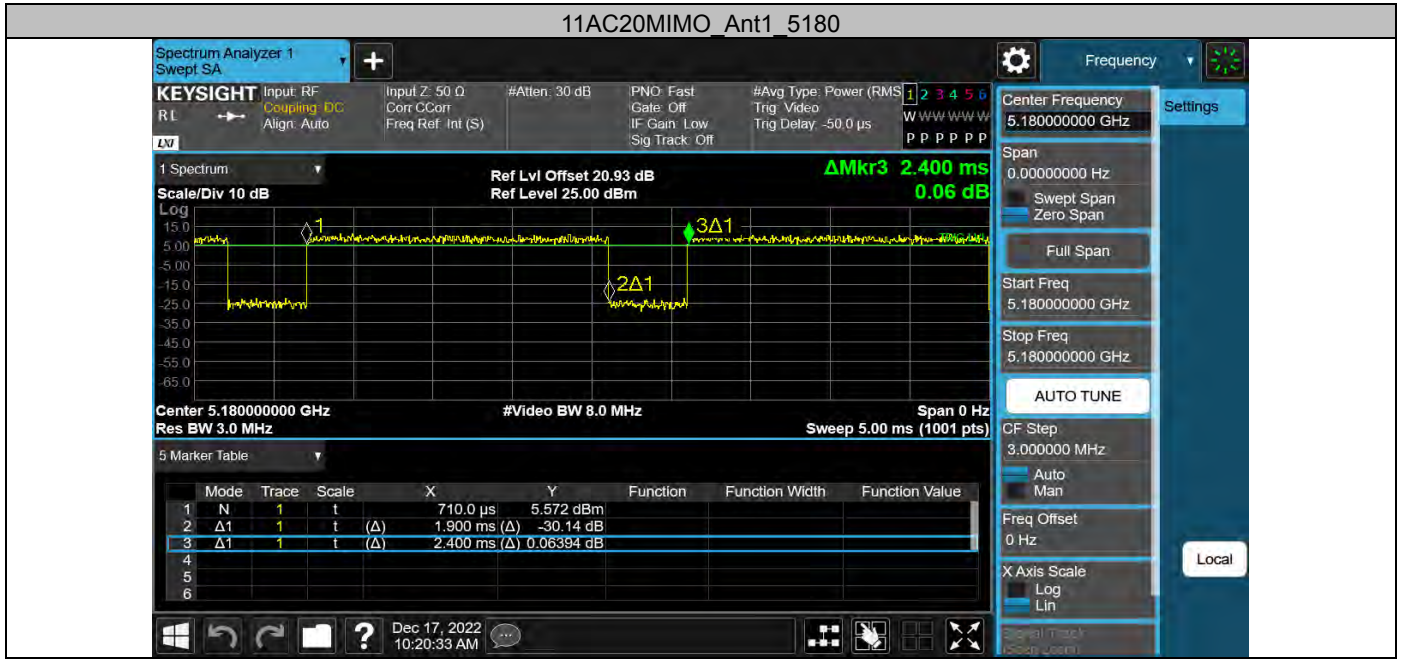 11AC20MIMO_Ant1_5180
Spectrum Analyzer 1
Swept SA
Frequency
KEYSIGHT
RL
LXI
Input: RF
Coupling: DC
Align: Auto
Input Z: 50 Ω
Corr CCorr
Freq Ref: Int (S)
#Atten: 30 dB
PNO: Fast
Gate: Off
IF Gain: Low
Sig Track: Off
#Avg Type: Power (RMS
Trig: Video
Trig Delay: -50.0 µs
1 2 3 4 5 6
W W W W W W
P P P P P P
Center Frequency
5.180000000 GHz
Settings
1 Spectrum
Scale/Div 10 dB
Ref Lvl Offset 20.93 dB
Ref Level 25.00 dBm
ΔMkr3 2.400 ms
0.06 dB
Log
15.0
5.00
-5.00
-15.0
-25.0
-35.0
-45.0
-55.0
-65.0
1
2Δ1
3Δ1
Center 5.180000000 GHz
#Video BW 8.0 MHz
Span 0 Hz
Res BW 3.0 MHz
Sweep 5.00 ms (1001 pts)
Span
0.00000000 Hz
Swept Span
Zero Span
Full Span
Start Freq
5.180000000 GHz
Stop Freq
5.180000000 GHz
AUTO TUNE
CF Step
3.000000 MHz
Auto
Man
Freq Offset
0 Hz
X Axis Scale
Log
Lin
Signal Track
Local
5 Marker Table
Mode Trace Scale X Y Function Function Width Function Value
1 N 1 t 710.0 µs 5.572 dBm
2 Δ1 1 t (Δ) 1.900 ms (Δ) -30.14 dB
3 Δ1 1 t (Δ) 2.400 ms (Δ) 0.06394 dB
4
5
6
?
Dec 17, 2022
10:20:33 AM